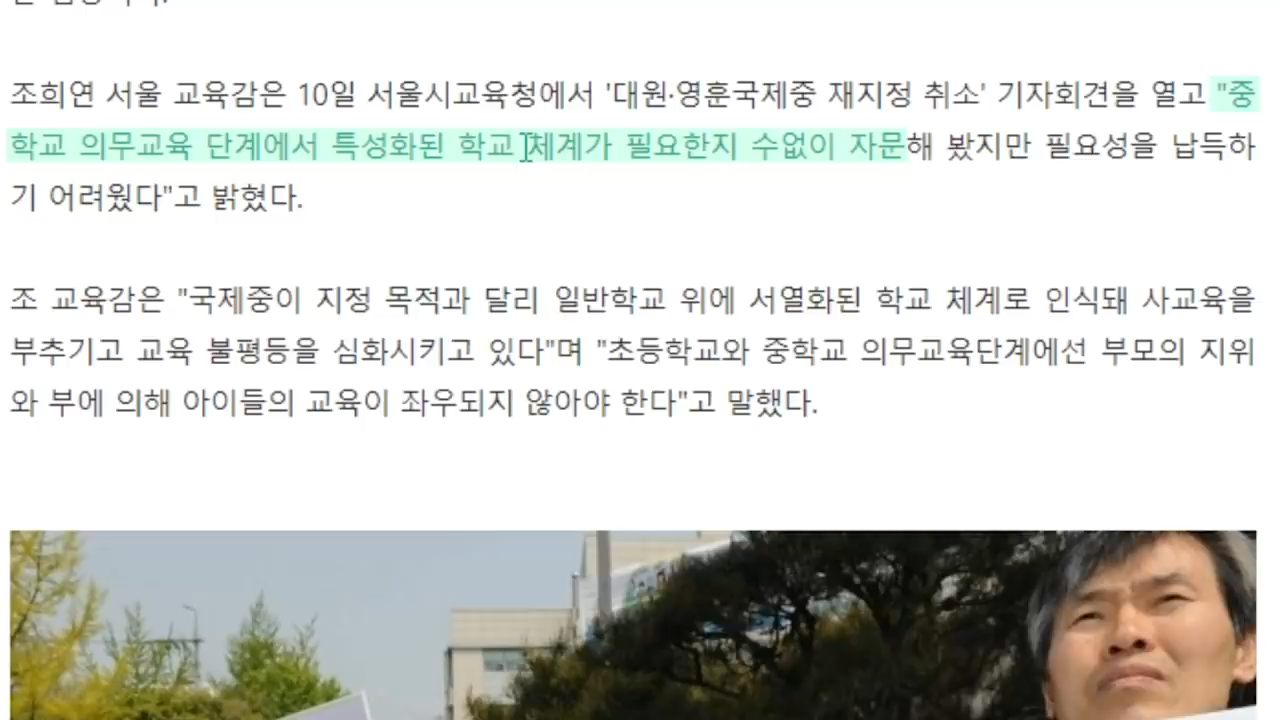 조희연 서울 교육감은 10일 서울시교육청에서 '대원·영훈국제중 재지정 취소' 기자회견을 열고 "중
학교 의무교육 단계에서 특성화된 학교 체계가 필요한지 수없이 자문해 봤지만 필요성을 납득하
기 어려웠다"고 밝혔다.
조 교육감은 "국제중이 지정 목적과 달리 일반학교 위에 서열화된 학교 체계로 인식돼 사교육을
부추기고 교육 불평등을 심화시키고 있다"며 "초등학교와 중학교 의무교육단계에선 부모의 지위
와 부에 의해 아이들의 교육이 좌우되지 않아야 한다"고 말했다.